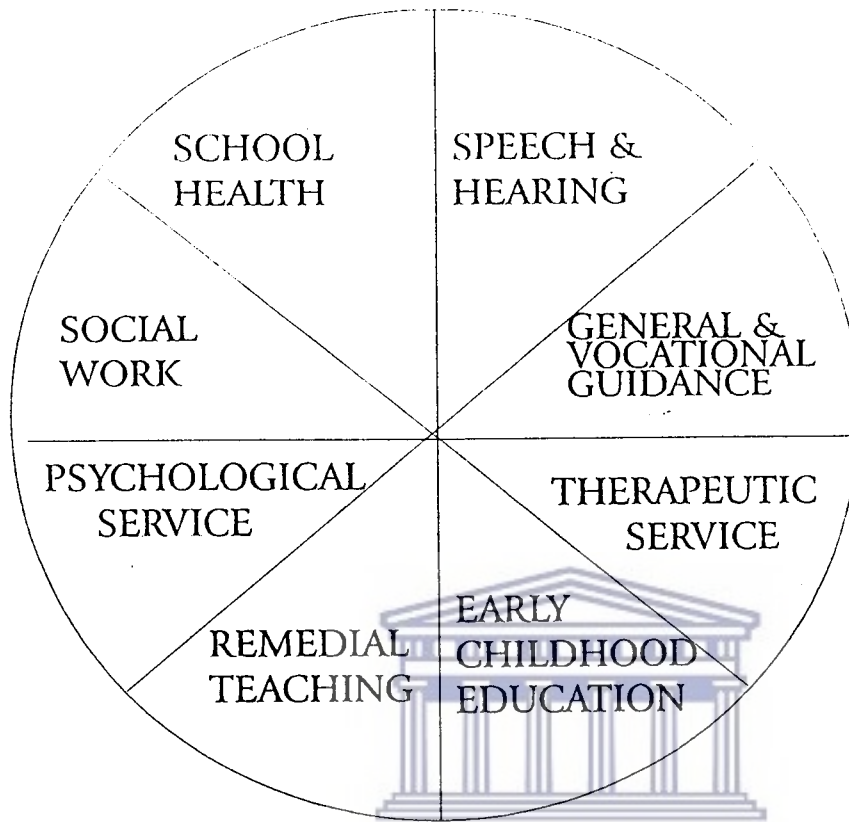 SCHOOL
HEALTH
SPEECH &
HEARING
SOCIAL
WORK
GENERAL &
VOCATIONAL
GUIDANCE
PSYCHOLOGICAL
SERVICE
THERAPEUTIC
SERVICE
REMEDIAL
TEACHING
EARLY
CHILDHOOD
EDUCATION